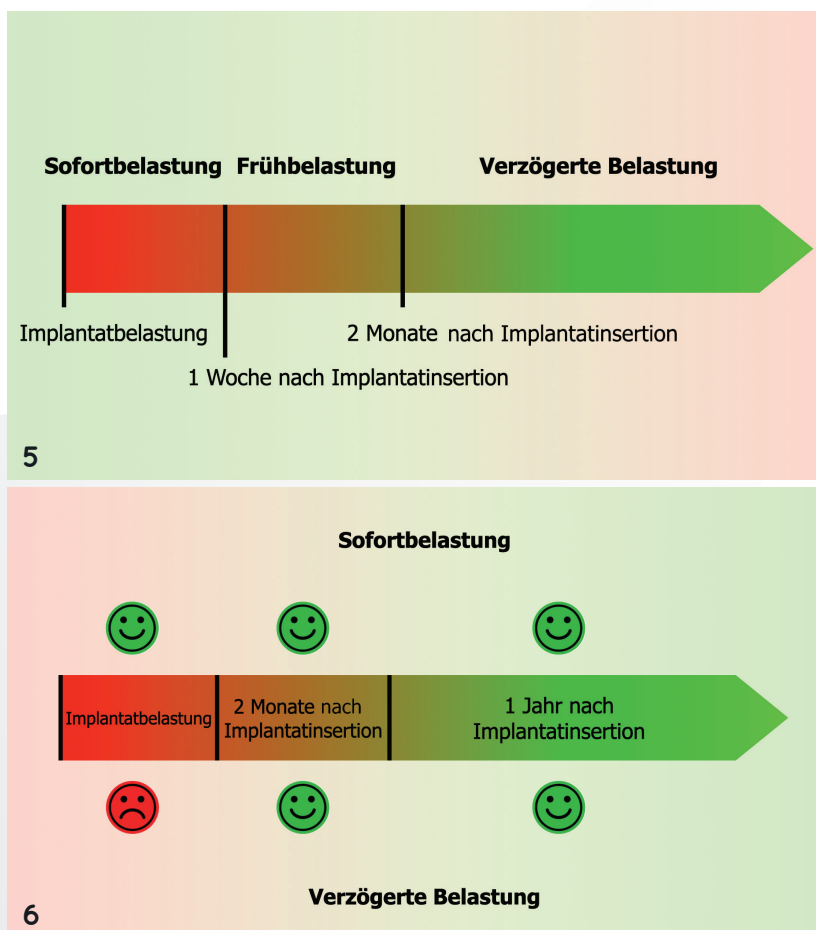 Sofortbelastung Frühbelastung Verzögerte Belastung
Implantatbelastung 2 Monate nach Implantatinsertion
1 Woche nach Implantatinsertion
5
Sofortbelastung
Implantatbelastung
2 Monate nach
Implantatinsertion
1 Jahr nach
Implantatinsertion
Verzögerte Belastung
6